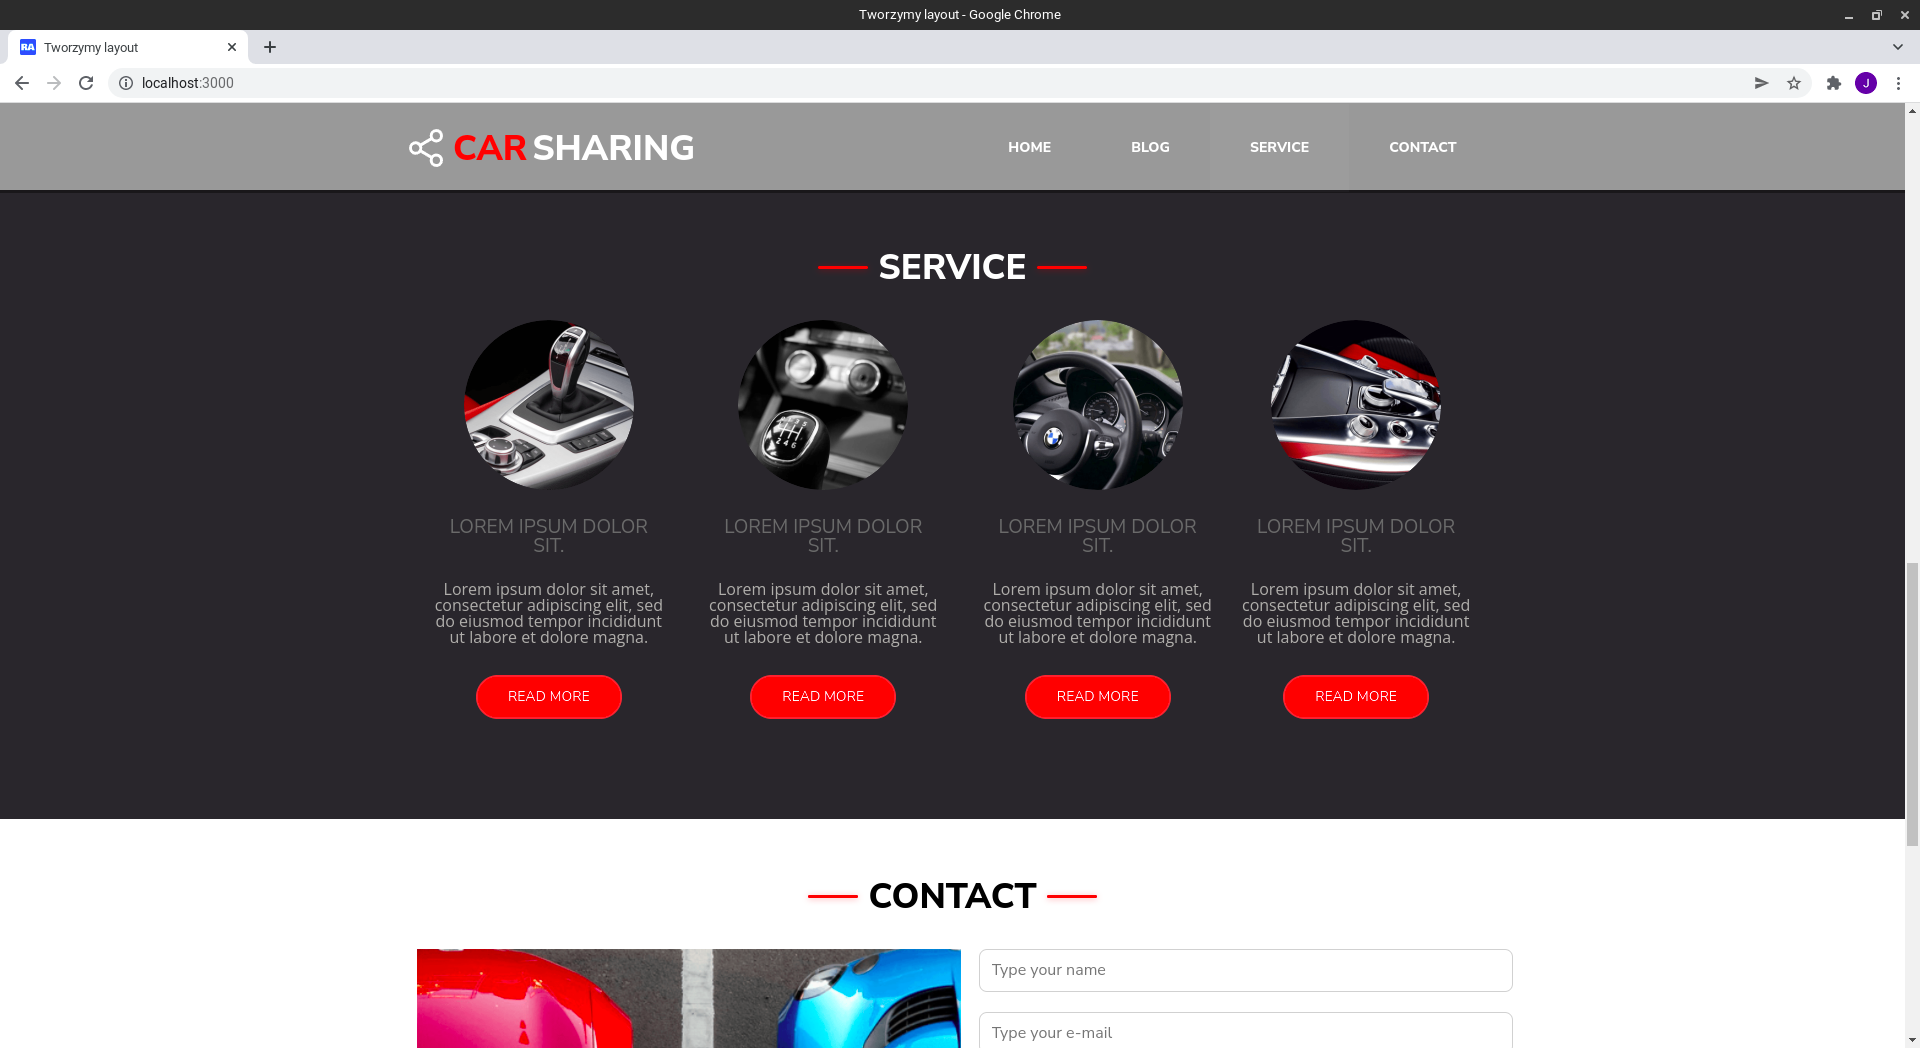 Tworzymy layout - Google Chrome
RA Tworzymy layout
localhost:3000
J
CAR SHARING
HOME BLOG SERVICE CONTACT
SERVICE
LOREM IPSUM DOLOR
SIT.
Lorem ipsum dolor sit amet,
consectetur adipiscing elit, sed
do eiusmod tempor incididunt
ut labore et dolore magna.
READ MORE
LOREM IPSUM DOLOR
SIT.
Lorem ipsum dolor sit amet,
consectetur adipiscing elit, sed
do eiusmod tempor incididunt
ut labore et dolore magna.
READ MORE
LOREM IPSUM DOLOR
SIT.
Lorem ipsum dolor sit amet,
consectetur adipiscing elit, sed
do eiusmod tempor incididunt
ut labore et dolore magna.
READ MORE
LOREM IPSUM DOLOR
SIT.
Lorem ipsum dolor sit amet,
consectetur adipiscing elit, sed
do eiusmod tempor incididunt
ut labore et dolore magna.
READ MORE
CONTACT
Type your name
Type your e-mail